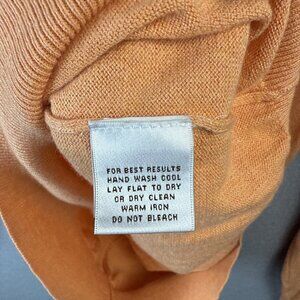 FOR BEST RESULTS
HAND WASH COOL
LAY FLAT TO DRY
OR DRY CLEAN
WARM IRON
DO NOT BLEACH